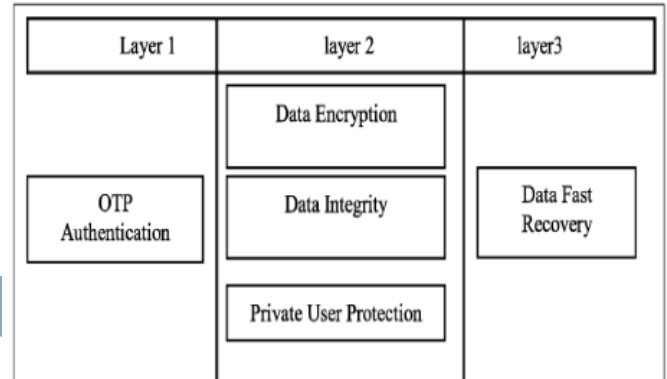 Layer 1
layer 2
layer3
OTP
Authentication
Data Encryption
Data Integrity
Private User Protection
Data Fast
Recovery